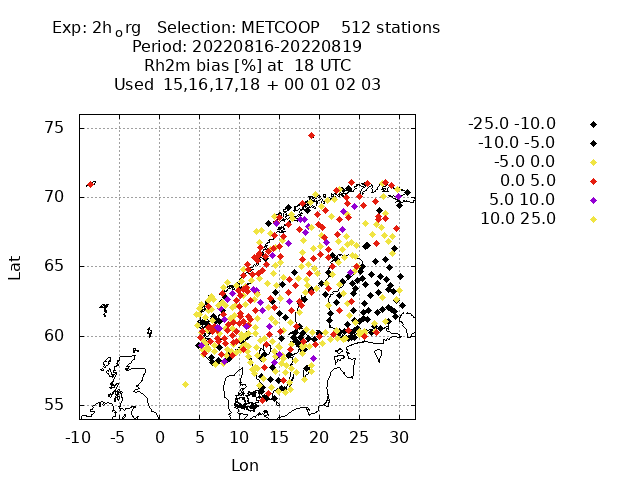 Exp: 2horg Selection: METCOOP 512 stations
Period: 20220816-20220819
Rh2m bias [%] at 18 UTC
Used 15,16,17,18 + 00 01 02 03
-25.0 -10.0
-10.0 -5.0
-5.0 0.0
0.0 5.0
5.0 10.0
10.0 25.0
75
70
65
60
55
Lat
-10 -5 0 5 10 15 20 25 30
Lon